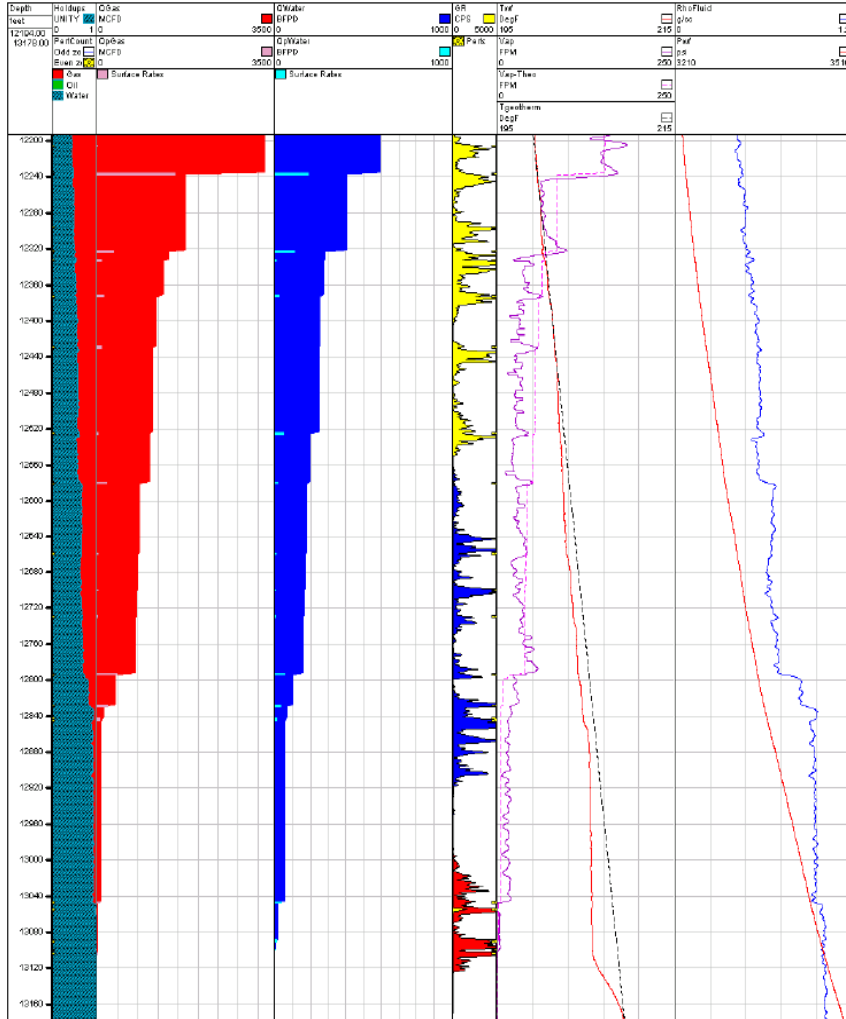 Depth
feet
12194.00
13178.00
Holdups
UNITY
0 1
PerfCount
Odd zo
Even zo
Gas
Oil
Water
QGas
MCFD
0 3500
QpGas
MCFD
0 3500
Surface Rates
QWater
BFPD
0 1000
QpWater
BFPD
0 1000
Surface Rates
GR
CPS
0 5000
Perfs
Twf
DegF
195 215
Vap
FPM
0 250
Vap-Theo
FPM
0 250
Tgeotherm
DegF
195 215
RhoFluid
g/cc
0
Pwf
psi
3210
12200
12240
12280
12320
12360
12400
12440
12480
12520
12560
12600
12640
12680
12720
12760
12800
12840
12880
12920
12960
13000
13040
13080
13120
13160